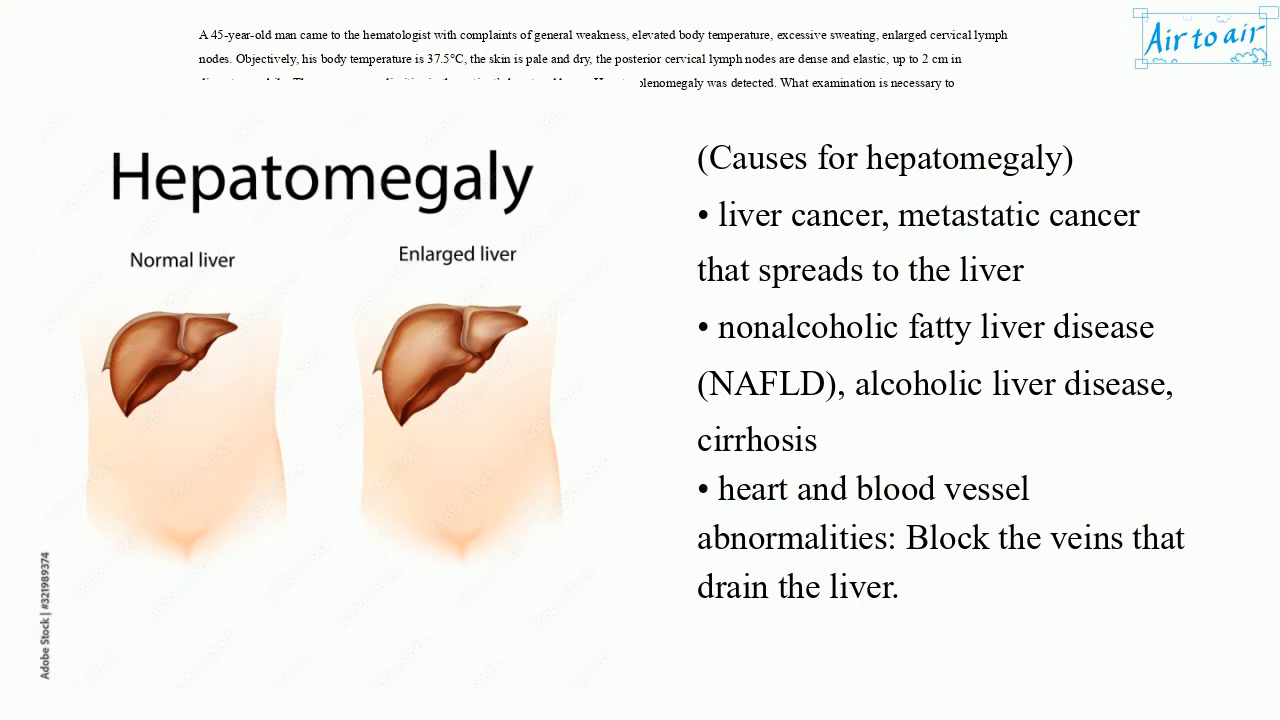 A 45-year-old man came to the hematologist with complaints of general weakness, elevated body temperature, excessive sweating, enlarged cervical lymph
nodes. Objectively, his body temperature is 37.5°C, the skin is pale and dry, the posterior cervical lymph nodes are dense and elastic, up to 2 cm in
was detected. What examination is necessary to
Air to air
Hepatomegaly
Normal liver
Enlarged liver
(Causes for hepatomegaly)
• liver cancer, metastatic cancer
that spreads to the liver
• nonalcoholic fatty liver disease
(NAFLD), alcoholic liver disease,
cirrhosis
• heart and blood vessel
abnormalities: Block the veins that
drain the liver.
Adobe Stock | #321989374